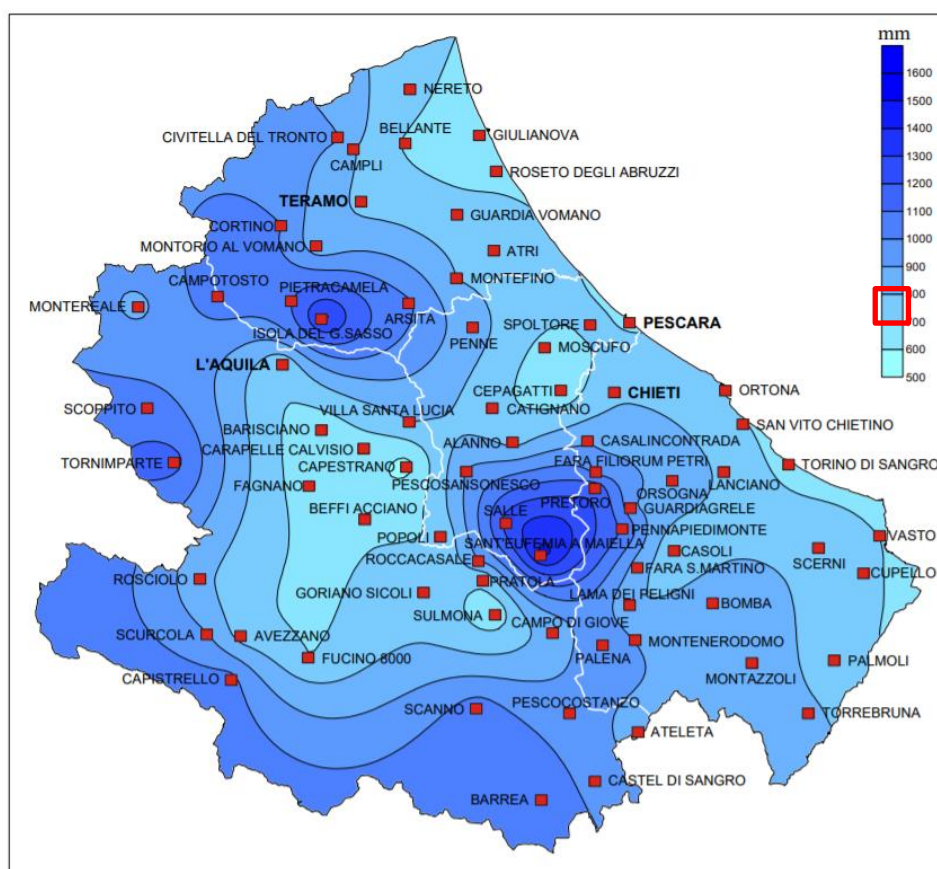 mm
1600
1500
1400
1300
1200
1100
1000
900
800
700
600
500
NERETO
CIVITELLA DEL TRONTO
BELLANTE
GIULIANOVA
CAMPLI
ROSETO DEGLI ABRUZZI
TERAMO
GUARDIA VOMANO
CORTINO
MONTORIO AL VOMANO
ATRI
CAMPOTOSTO
PIETRACAMELA
MONTEFINO
MONTEREALE
ARSITA
ISOLA DEL G.SASSO
PENNE
SPOLTORE
PESCARA
MOSCUFO
L'AQUILA
CEPAGATTI
CHIETI
ORTONA
SCOPPITO
VILLA SANTA LUCIA
CATIGNANO
SAN VITO CHIETINO
BARISCIANO
CARAPELLE CALVISIO
ALANNO
CASALINCONTRADA
TORNIMPARTE
CAPESTRANO
FARA FILIORUM PETRI
TORINO DI SANGRO
FAGNANO
PESCOSANSONESCO
PRETORO
ORSOGNA
LANCIANO
BEFFI ACCIANO
SALLE
GUARDIAGRELE
POPOLI
SANT'EUFEMIA A MAIELLA
PENNAPIEDIMONTE
VASTO
ROCCACASALE
CASOLI
SCERNI
ROSCIOLO
PRATOLA
FARA S.MARTINO
CUPELLO
GORIANO SICOLI
LAMA DEI PELIGNI
BOMBA
SULMONA
SCURCOLA
AVEZZANO
CAMPO DI GIOVE
MONTENERODOMO
FUCINO 8000
PALENA
PALMOLI
CAPISTRELLO
MONTAZZOLI
SCANNO
PESCOCOSTANZO
TORREBRUNA
ATELETA
CASTEL DI SANGRO
BARREA